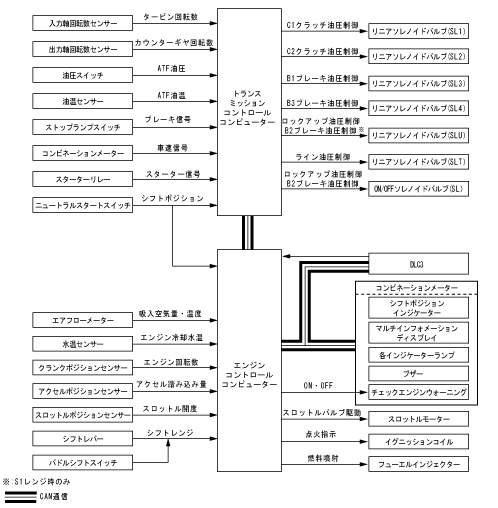 入力軸回転数センサー
タービン回転数
出力軸回転数センサー
カウンターギヤ回転数
油圧スイッチ
ATF油圧
油温センサー
ATF油温
ストップランプスイッチ
ブレーキ信号
コンビネーションメーター
車速信号
スターターリレー
スターター信号
ニュートラルスタートスイッチ
シフトポジション
トランス
ミッション
コントロール
コンピューター
C1クラッチ油圧制御
リニアソレノイドバルブ(SL1)
C2クラッチ油圧制御
リニアソレノイドバルブ(SL2)
B1ブレーキ油圧制御
リニアソレノイドバルブ(SL3)
B3ブレーキ油圧制御
リニアソレノイドバルブ(SL4)
ロックアップ油圧制御
B2ブレーキ油圧制御※
リニアソレノイドバルブ(SLU)
ライン油圧制御
リニアソレノイドバルブ(SLT)
ロックアップ油圧制御
B2ブレーキ油圧制御
ON/OFFソレノイドバルブ(SL)
エアフローメーター
吸入空気量・温度
水温センサー
エンジン冷却水温
クランクポジションセンサー
エンジン回転数
アクセルポジションセンサー
アクセル踏み込み量
スロットルポジションセンサー
スロットル開度
シフトレバー
シフトレンジ
パドルシフトスイッチ
エンジン
コントロール
コンピューター
DLC3
コンビネーションメーター
シフトポジション
インジケーター
マルチインフォメーション
ディスプレイ
各インジケーターランプ
ブザー
ON・OFF
チェックエンジンウォーニング
スロットルバルブ駆動
スロットルモーター
点火指示
イグニッションコイル
燃料噴射
フューエルインジェクター
※:S1レンジ時のみ
CAN通信